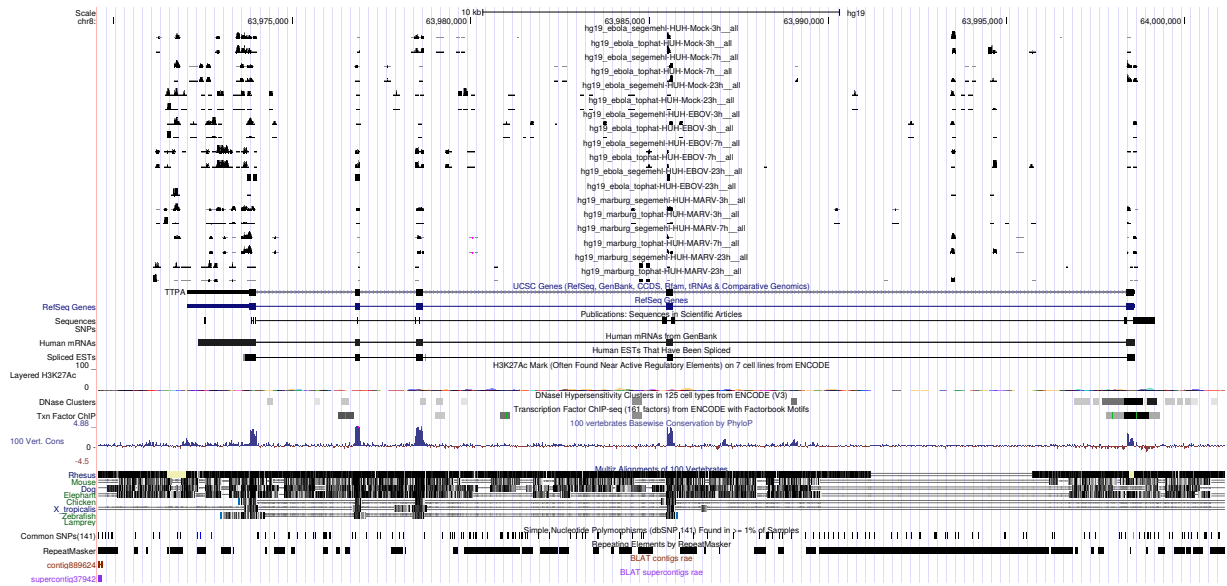 Scale 10 kb hg19
chr8: 63,975,000 63,980,000 63,985,000 63,990,000 63,995,000 64,000,000
hg19_ebola_segemehl-HUH-Mock-3h__all
hg19_ebola_tophat-HUH-Mock-3h__all
hg19_ebola_segemehl-HUH-Mock-7h__all
hg19_ebola_tophat-HUH-Mock-7h__all
hg19_ebola_segemehl-HUH-Mock-23h__all
hg19_ebola_tophat-HUH-Mock-23h__all
hg19_ebola_segemehl-HUH-EBOV-3h__all
hg19_ebola_tophat-HUH-EBOV-3h__all
hg19_ebola_segemehl-HUH-EBOV-7h__all
hg19_ebola_tophat-HUH-EBOV-7h__all
hg19_ebola_segemehl-HUH-EBOV-23h__all
hg19_ebola_tophat-HUH-EBOV-23h__all
hg19_marburg_segemehl-HUH-MARV-3h__all
hg19_marburg_tophat-HUH-MARV-3h__all
hg19_marburg_segemehl-HUH-MARV-7h__all
hg19_marburg_tophat-HUH-MARV-7h__all
hg19_marburg_segemehl-HUH-MARV-23h__all
hg19_marburg_tophat-HUH-MARV-23h__all
UCSC Genes (RefSeq, GenBank, CCDS, Rfam, tRNAs & Comparative Genomics)
TTPA
RefSeq Genes
RefSeq Genes
Publications: Sequences in Scientific Articles
Sequences
SNPs
Human mRNAs from GenBank
Human mRNAs
Human ESTs That Have Been Spliced
Spliced ESTs
H3K27Ac Mark (Often Found Near Active Regulatory Elements) on 7 cell lines from ENCODE
100
Layered H3K27Ac
0
DNaseI Hypersensitivity Clusters in 125 cell types from ENCODE (V3)
DNase Clusters
Transcription Factor ChIP-seq (161 factors) from ENCODE with Factorbook Motifs
Txn Factor ChIP
100 vertebrates Basewise Conservation by PhyloP
4.88
100 Vert. Cons
0
-4.5
Multiz Alignments of 100 Vertebrates
Rhesus
Mouse
Dog
Elephant
Chicken
X_tropicalis
Zebrafish
Lamprey
Simple Nucleotide Polymorphisms (dbSNP 141) Found in >= 1% of Samples
Common SNPs(141)
Repeating Elements by RepeatMasker
RepeatMasker
BLAT contigs rae
contig889624
BLAT supercontigs rae
supercontig37942